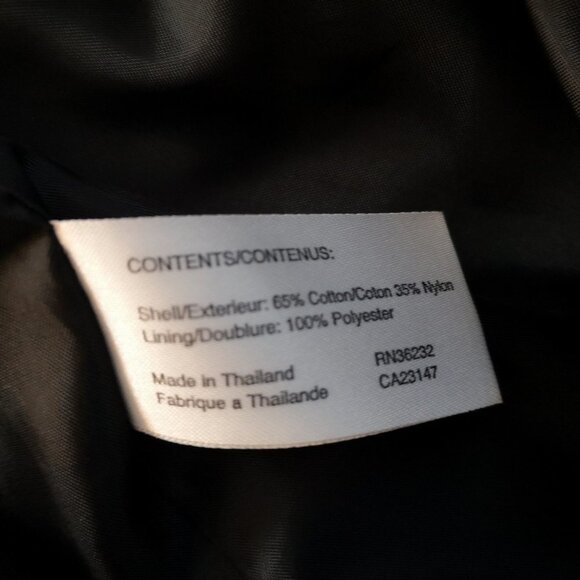 CONTENTS/CONTENUS:
Shell/Exterieur: 65% Cotton/Coton 35% Nylon
Lining/Doublure: 100% Polyester
Made in Thailand RN36232
Fabrique a Thailande CA23147